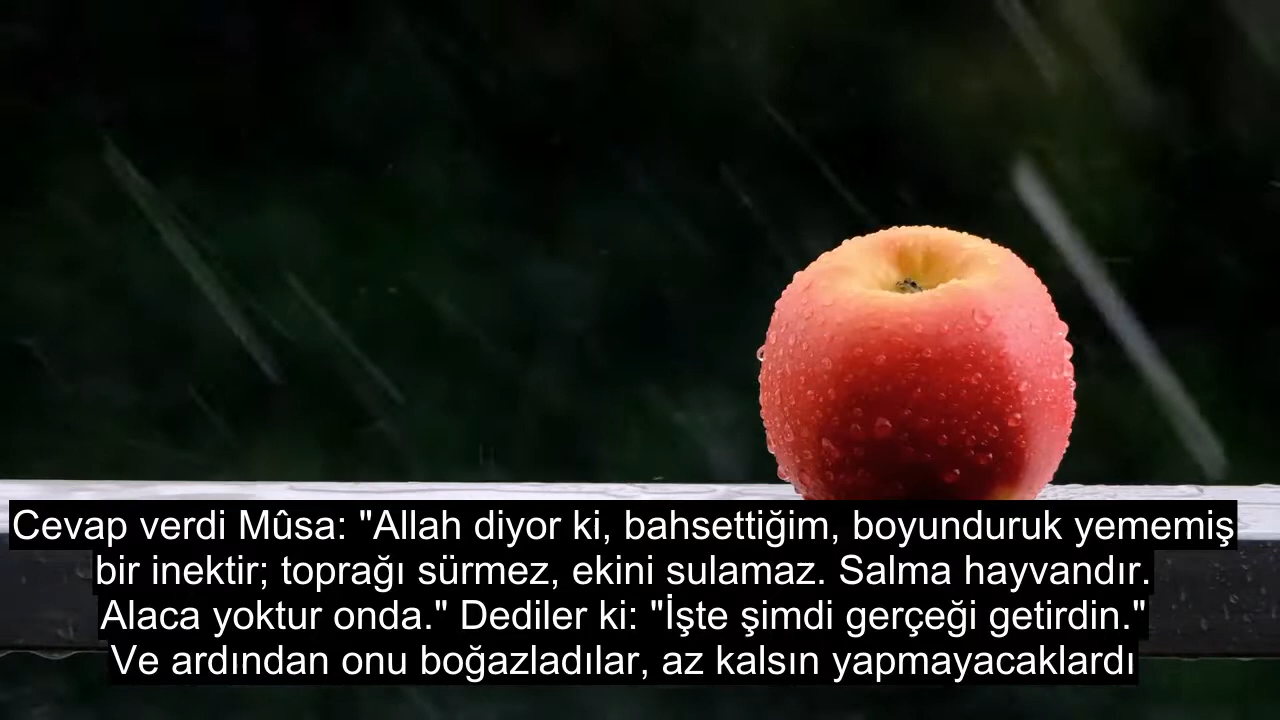 Cevap verdi Mûsa: "Allah diyor ki, bahsettiğim, boyunduruk yememiş
bir inektir; toprağı sürmez, ekini sulamaz. Salma hayvandır.
Alaca yoktur onda." Dediler ki: "İşte şimdi gerçeği getirdin."
Ve ardından onu boğazladılar, az kalsın yapmayacaklardı